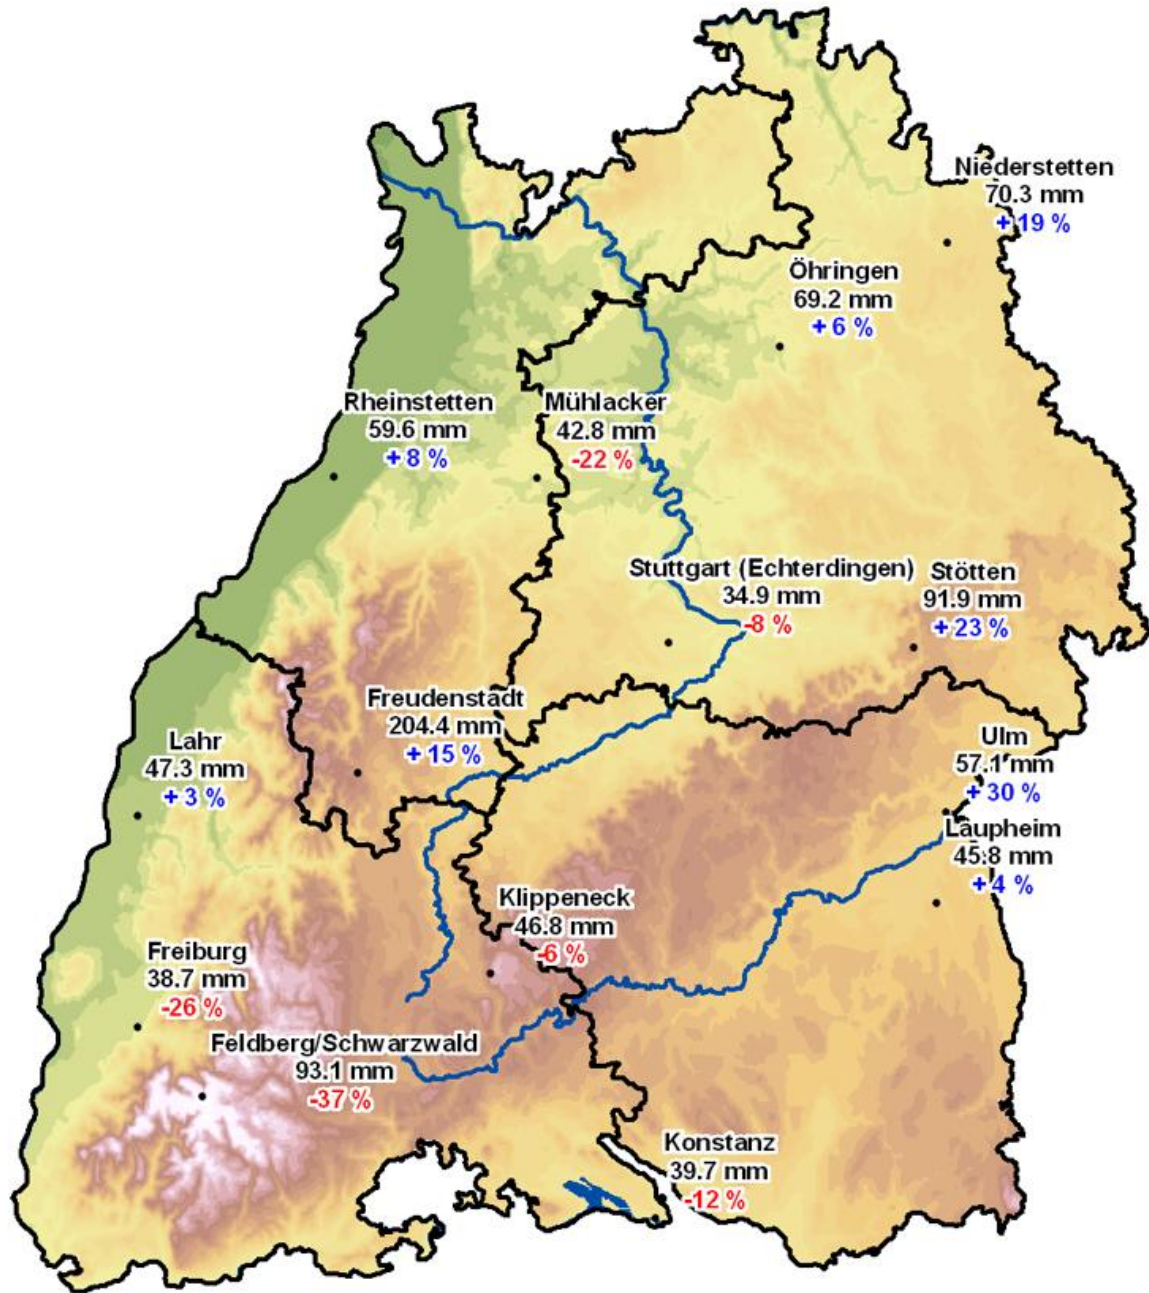 Niederstetten
70.3 mm
+ 19 %
Öhringen
69.2 mm
+ 6 %
Rheinstetten
59.6 mm
+ 8 %
Mühlacker
42.8 mm
-22 %
Stuttgart (Echterdingen)
34.9 mm
-8 %
Stötten
91.9 mm
+ 23 %
Freudenstadt
204.4 mm
+ 15 %
Lahr
47.3 mm
+ 3 %
Ulm
57.1 mm
+ 30 %
Laupheim
45.8 mm
+ 4 %
Klippeneck
46.8 mm
-6 %
Freiburg
38.7 mm
-26 %
Feldberg/Schwarzwald
93.1 mm
-37 %
Konstanz
39.7 mm
-12 %